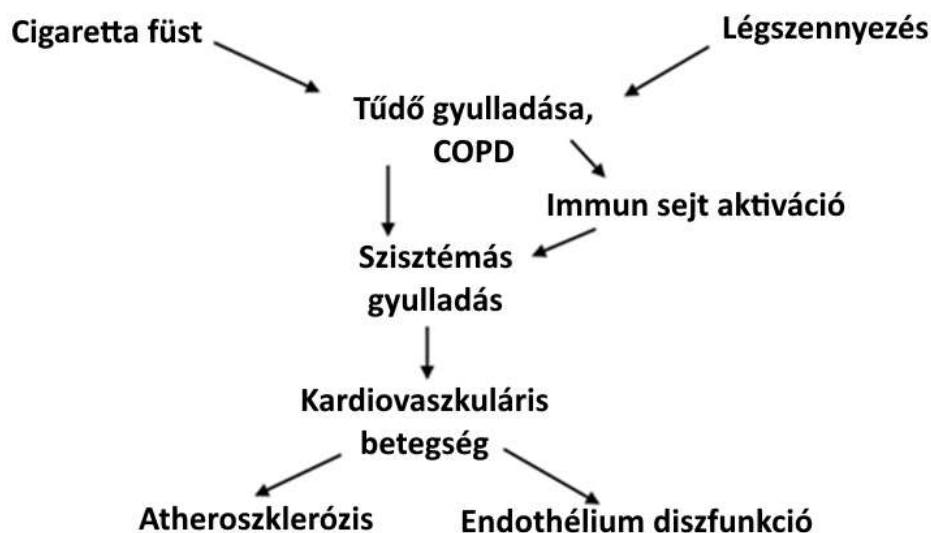 Cigaretta füst
Légszennyezés
Tűdő gyulladása,
COPD
Immun sejt aktiváció
Szisztémás
gyulladás
Kardiovaszkuláris
betegség
Atheroszklerózis
Endothélium diszfunkció